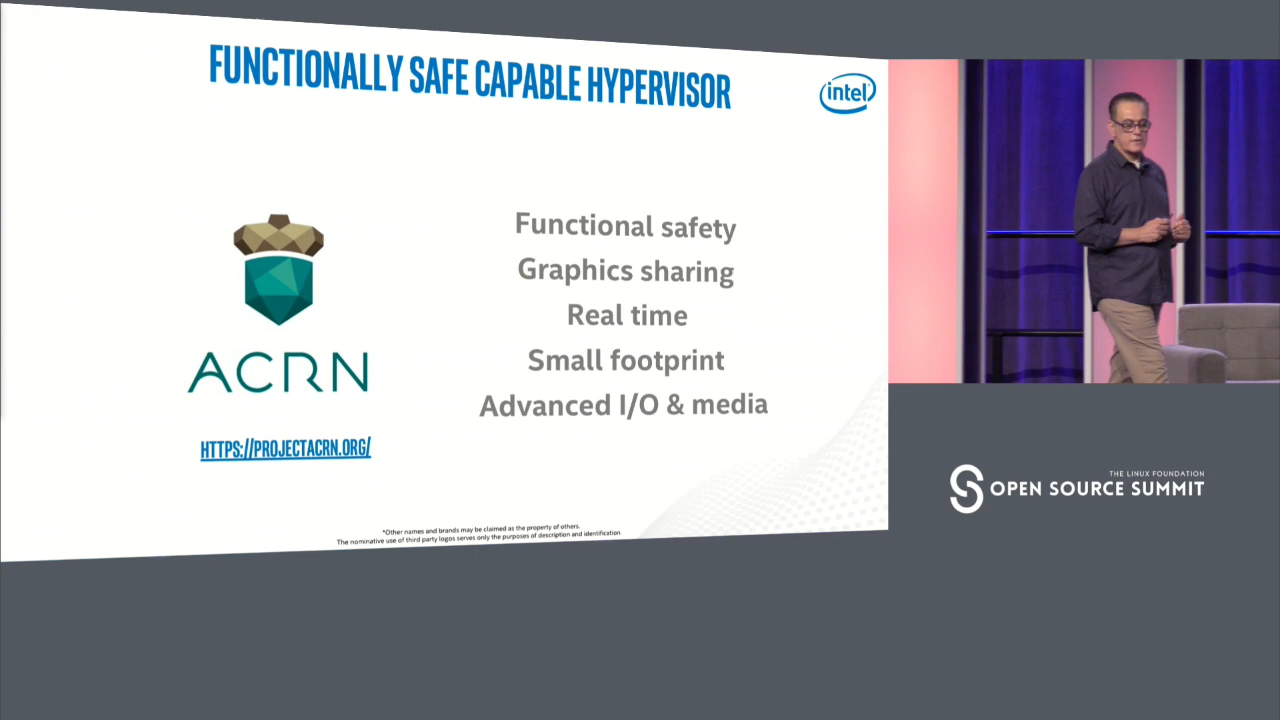 FUNCTIONALLY SAFE CAPABLE HYPERVISOR
intel
Functional safety
Graphics sharing
Real time
Small footprint
Advanced I/O & media
ACRN
HTTPS://PROJECTACRN.ORG/
*Other names and brands may be claimed as the property of others.
The nominative use of third party logos serves only the purposes of description and identification.
THE LINUX FOUNDATION
OPEN SOURCE SUMMIT